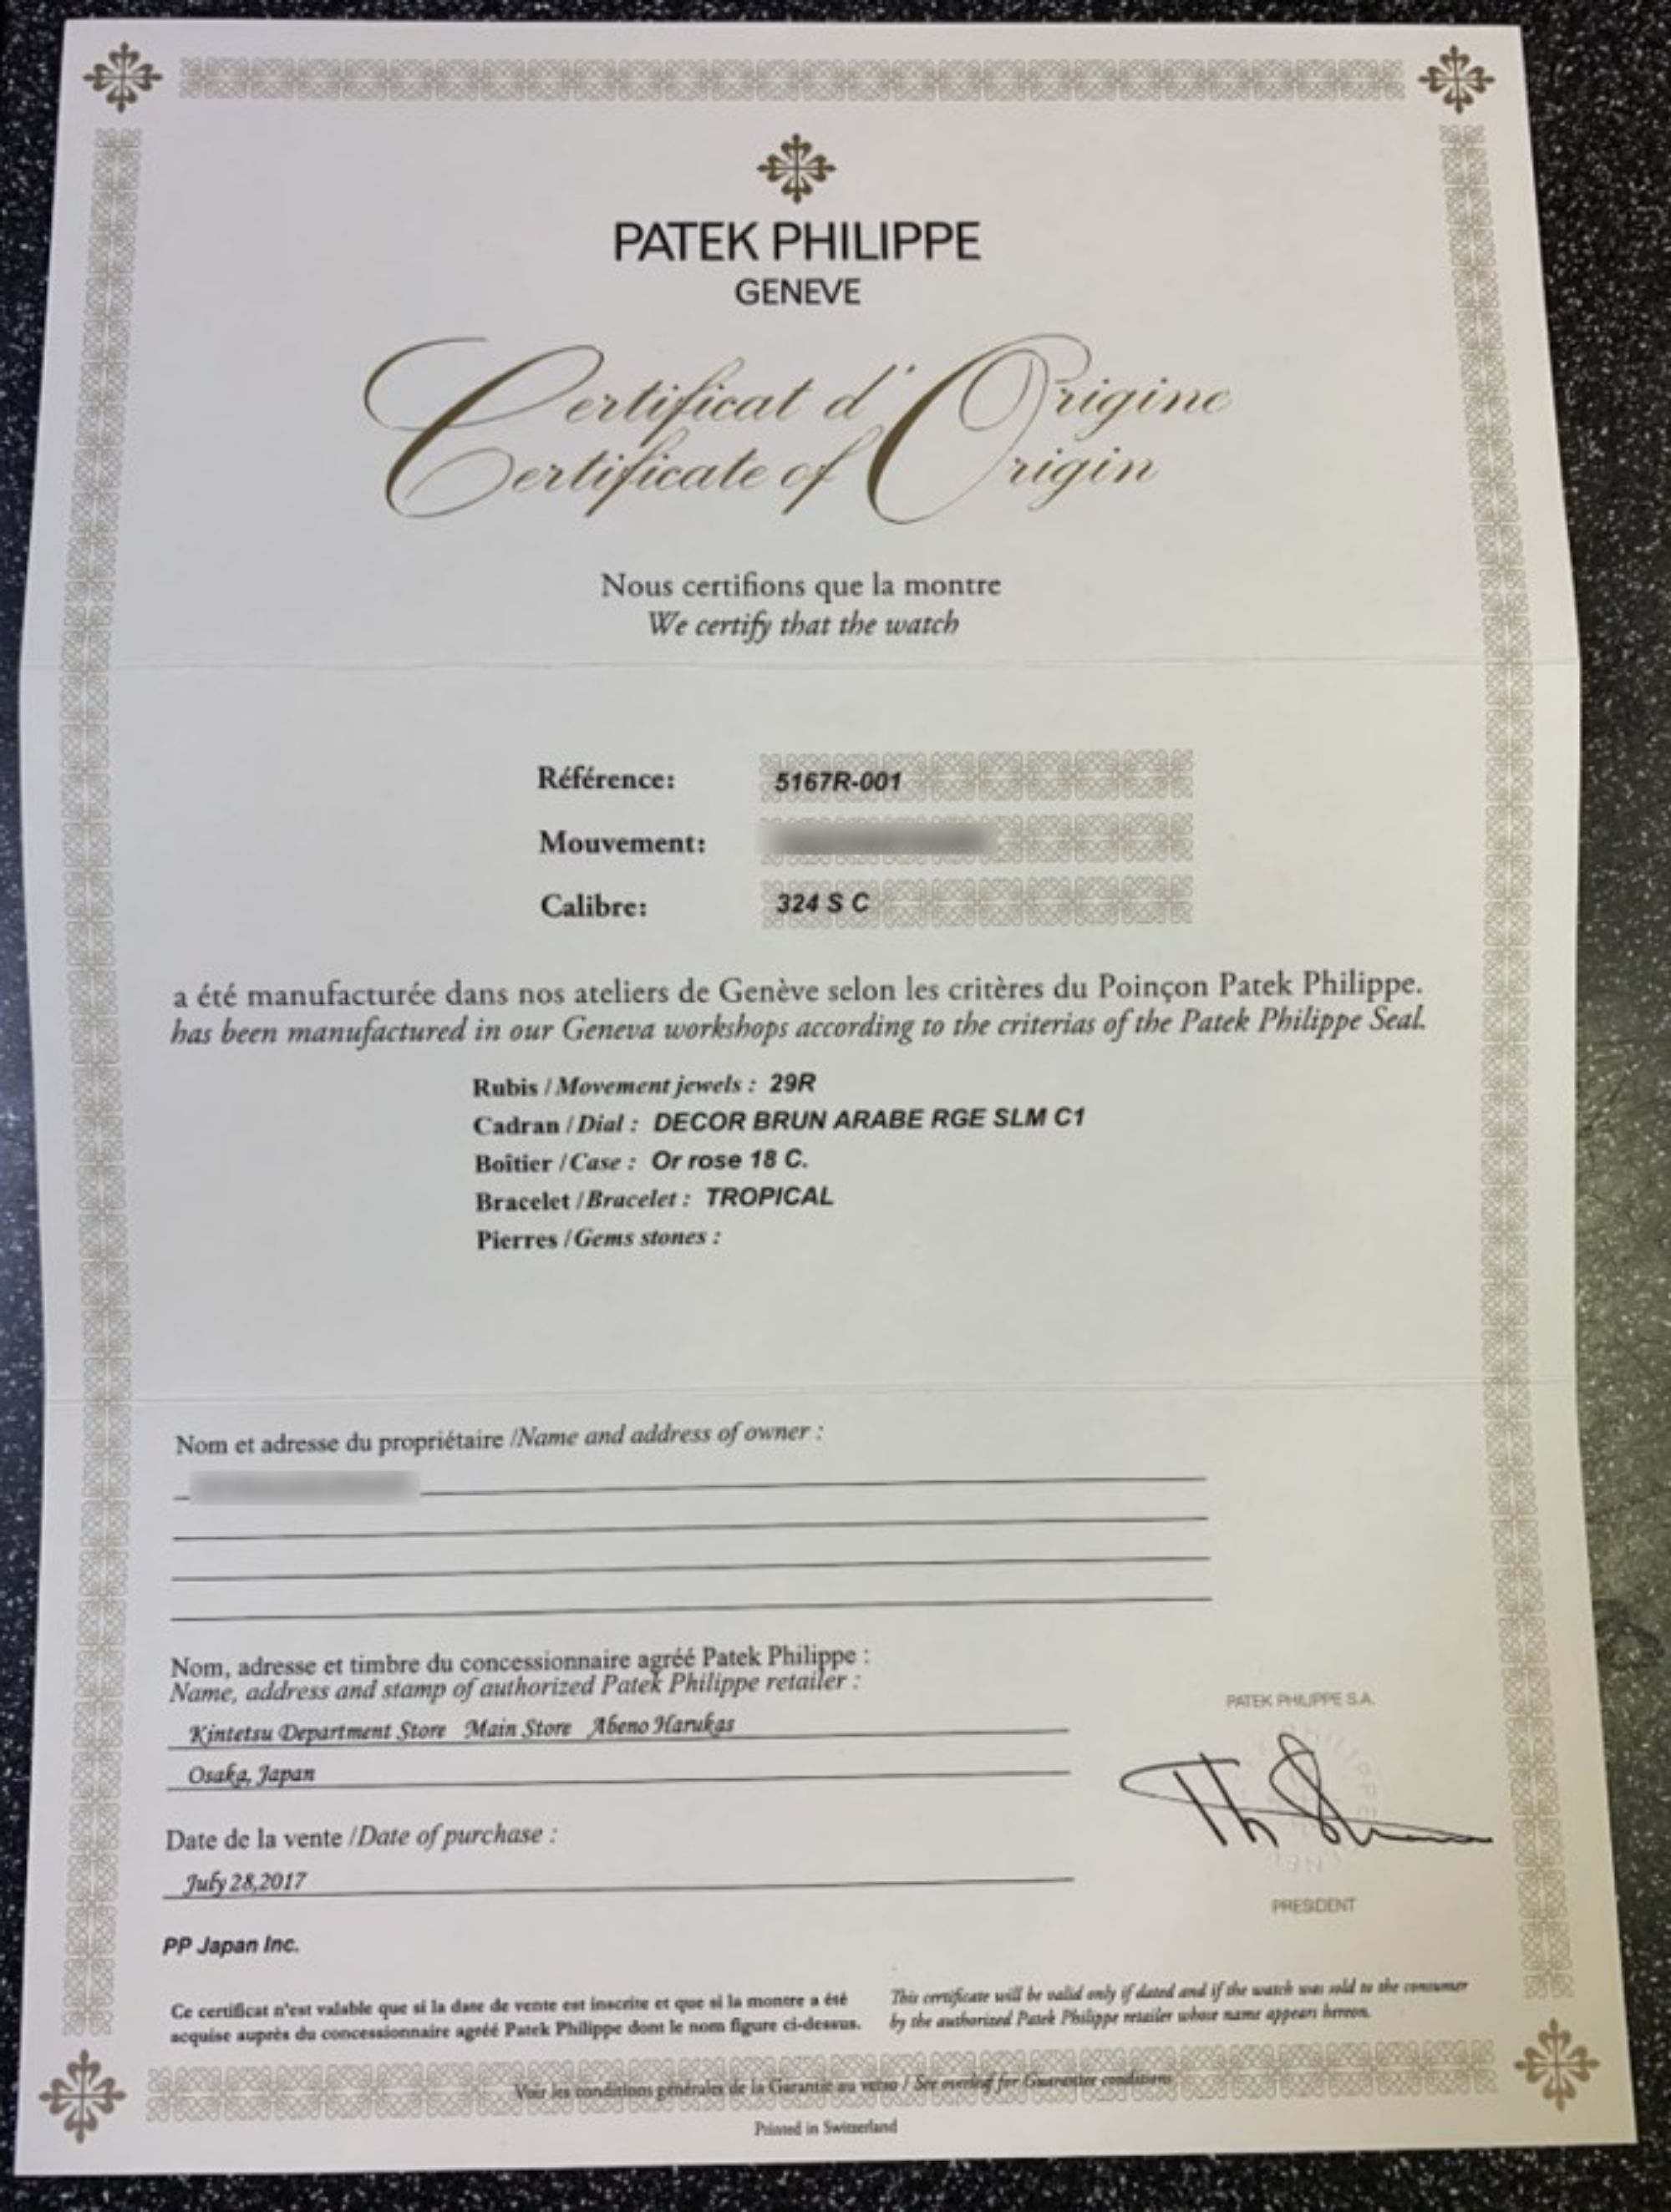 PATEK PHILIPPE
GENEVE
Certificat d'Origine
Certificate of Origin
Nous certifions que la montre
We certify that the watch
Référence: 5167R-001
Mouvement:
Calibre: 324 S C
a été manufacturée dans nos ateliers de Genève selon les critères du Poinçon Patek Philippe.
has been manufactured in our Geneva workshops according to the criterias of the Patek Philippe Seal.
Rubis / Movement jewels : 29R
Cadran / Dial : DECOR BRUN ARABE RGE SLM C1
Boîtier / Case : Or rose 18 C.
Bracelet / Bracelet : TROPICAL
Pierres / Gems stones :
Nom et adresse du propriétaire /Name and address of owner :
Nom, adresse et timbre du concessionnaire agréé Patek Philippe :
Name, address and stamp of authorized Patek Philippe retailer :
Kintetsu Department Store Main Store Abeno Harukas
Osaka, Japan
PATEK PHILIPPE S.A.
Date de la vente /Date of purchase :
July 28,2017
PRESIDENT
PP Japan Inc.
Ce certificat n'est valable que si la date de vente est inscrite et que si la montre a été
acquise auprès du concessionnaire agréé Patek Philippe dont le nom figure ci-dessus.
This certificate will be valid only if dated and if the watch was sold to the consumer
by the authorized Patek Philippe retailer whose name appears hereon.
Voir les conditions générales de la Garantie au verso / See overleaf for Guarantee conditions
Printed in Switzerland